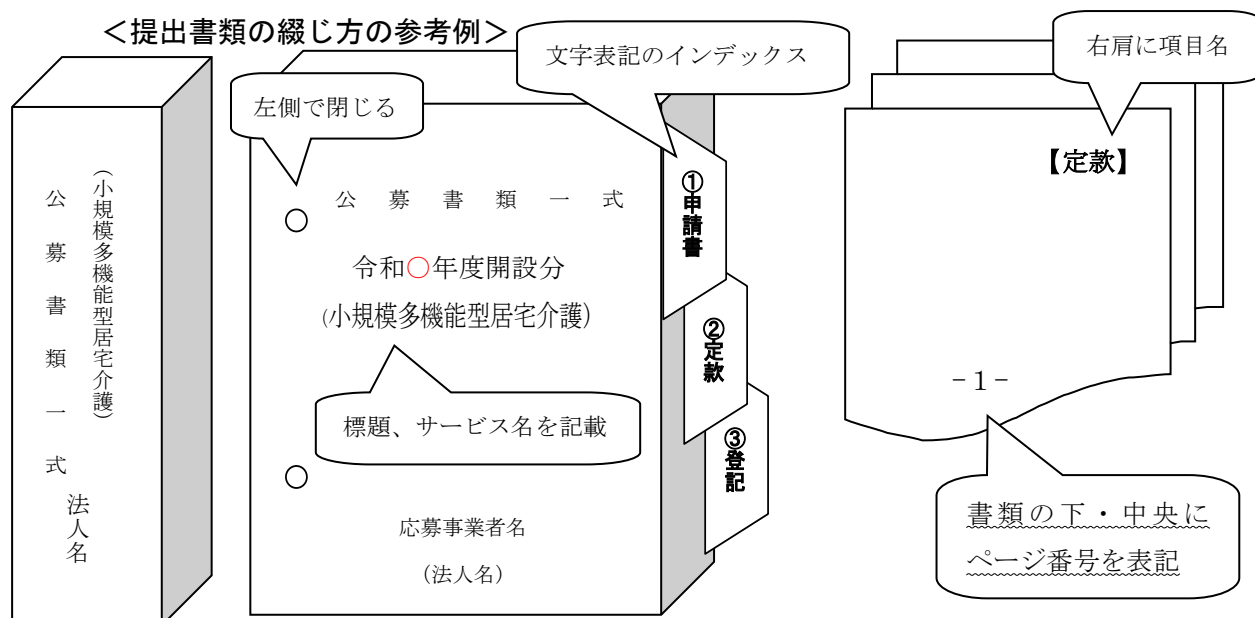 ＜提出書類の綴じ方の参考例＞
文字表記のインデックス
右肩に項目名
左側で閉じる
（小規模多機能型居宅介護）
公募書類一式
法人名
公募書類一式
令和〇年度開設分
(小規模多機能型居宅介護)
標題、サービス名を記載
応募事業者名
（法人名）
①申請書
②定款
③登記
【定款】
-１-
書類の下・中央に
ページ番号を表記